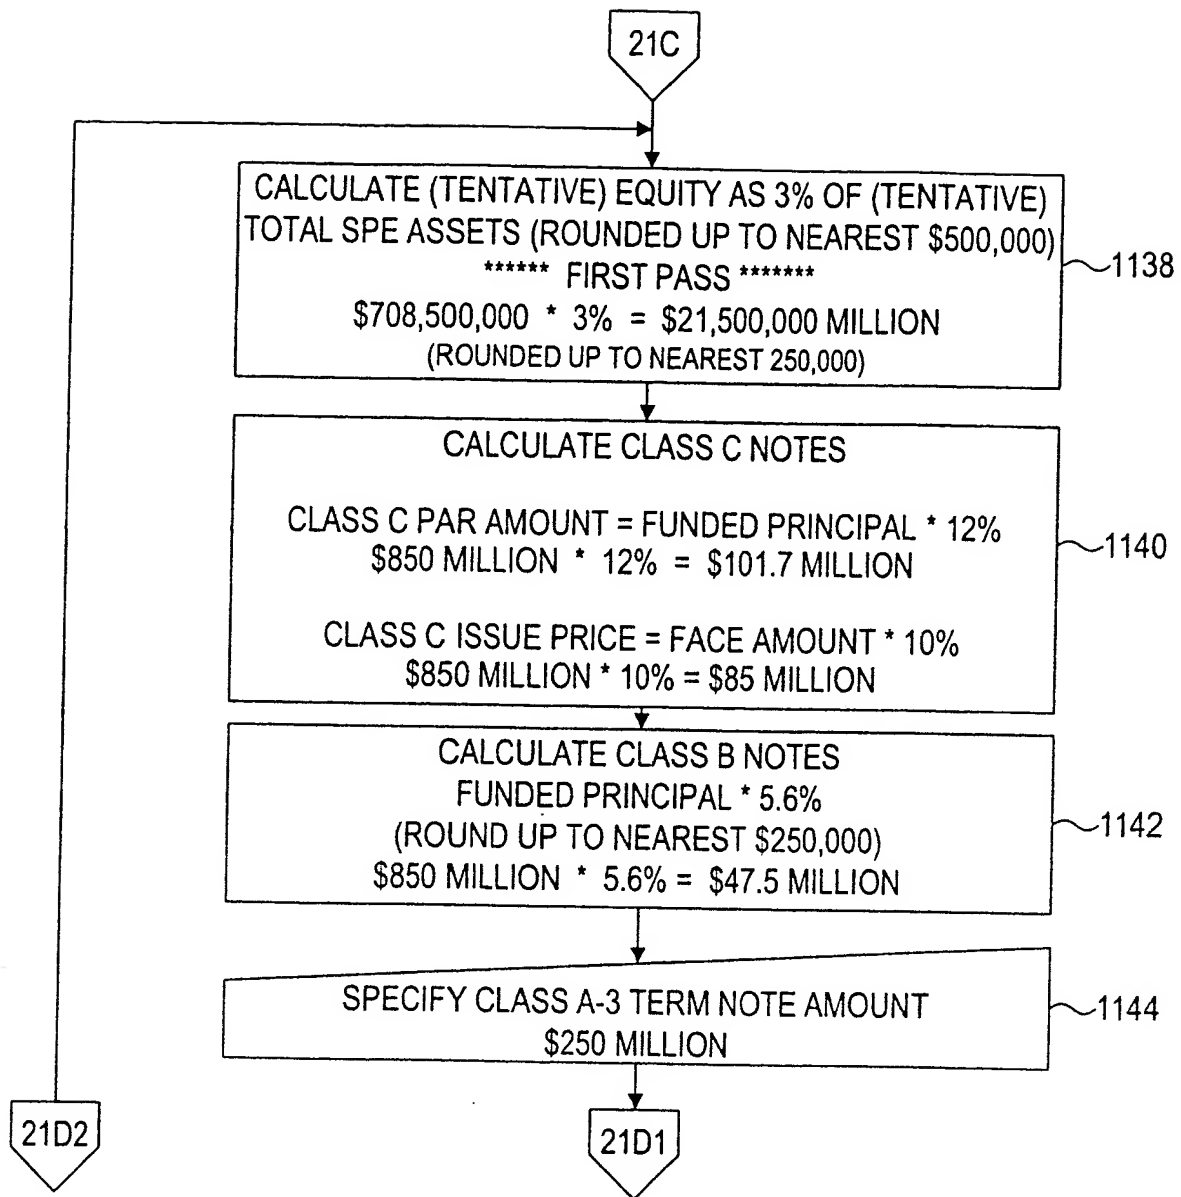 21C
CALCULATE (TENTATIVE) EQUITY AS 3% OF (TENTATIVE)
TOTAL SPE ASSETS (ROUNDED UP TO NEAREST $500,000)
****** FIRST PASS *******
$708,500,000 * 3% = $21,500,000 MILLION
(ROUNDED UP TO NEAREST 250,000)
1138
CALCULATE CLASS C NOTES
CLASS C PAR AMOUNT = FUNDED PRINCIPAL * 12%
$850 MILLION * 12% = $101.7 MILLION
CLASS C ISSUE PRICE = FACE AMOUNT * 10%
$850 MILLION * 10% = $85 MILLION
1140
CALCULATE CLASS B NOTES
FUNDED PRINCIPAL * 5.6%
(ROUND UP TO NEAREST $250,000)
$850 MILLION * 5.6% = $47.5 MILLION
1142
SPECIFY CLASS A-3 TERM NOTE AMOUNT
$250 MILLION
1144
21D2
21D1